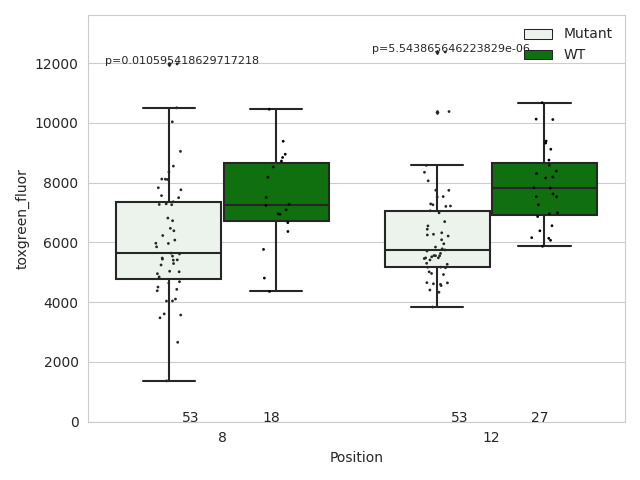 Mutant
WT
p=0.010595418629717218
p=5.543865646223829e-06
toxgreen_fluor
12000
10000
8000
6000
4000
2000
0
53
18
53
27
8
12
Position